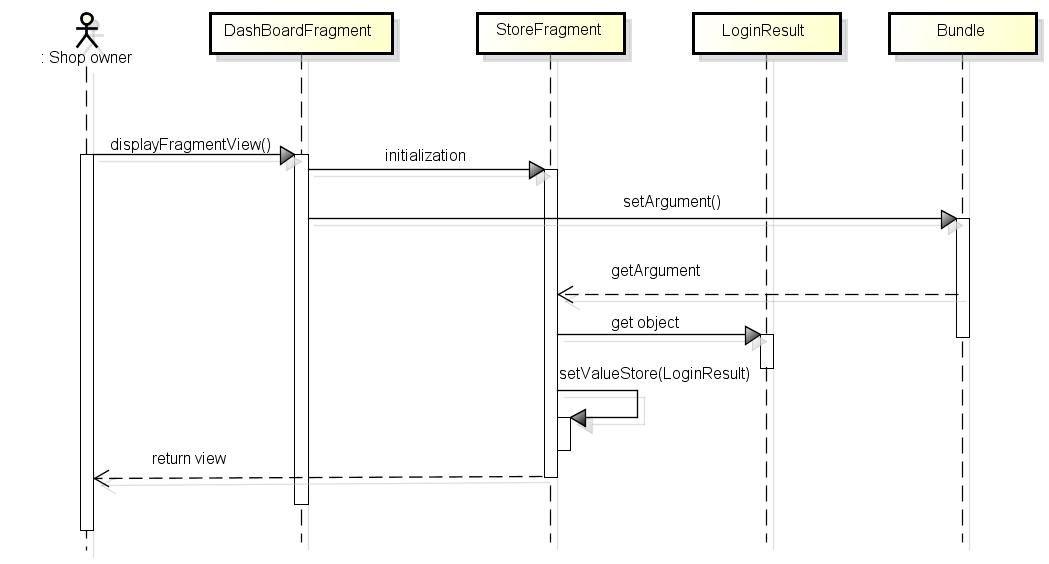 : Shop owner
DashBoardFragment
StoreFragment
LoginResult
Bundle
displayFragmentView()
initialization
setArgument()
getArgument
get object
setValueStore(LoginResult)
return view